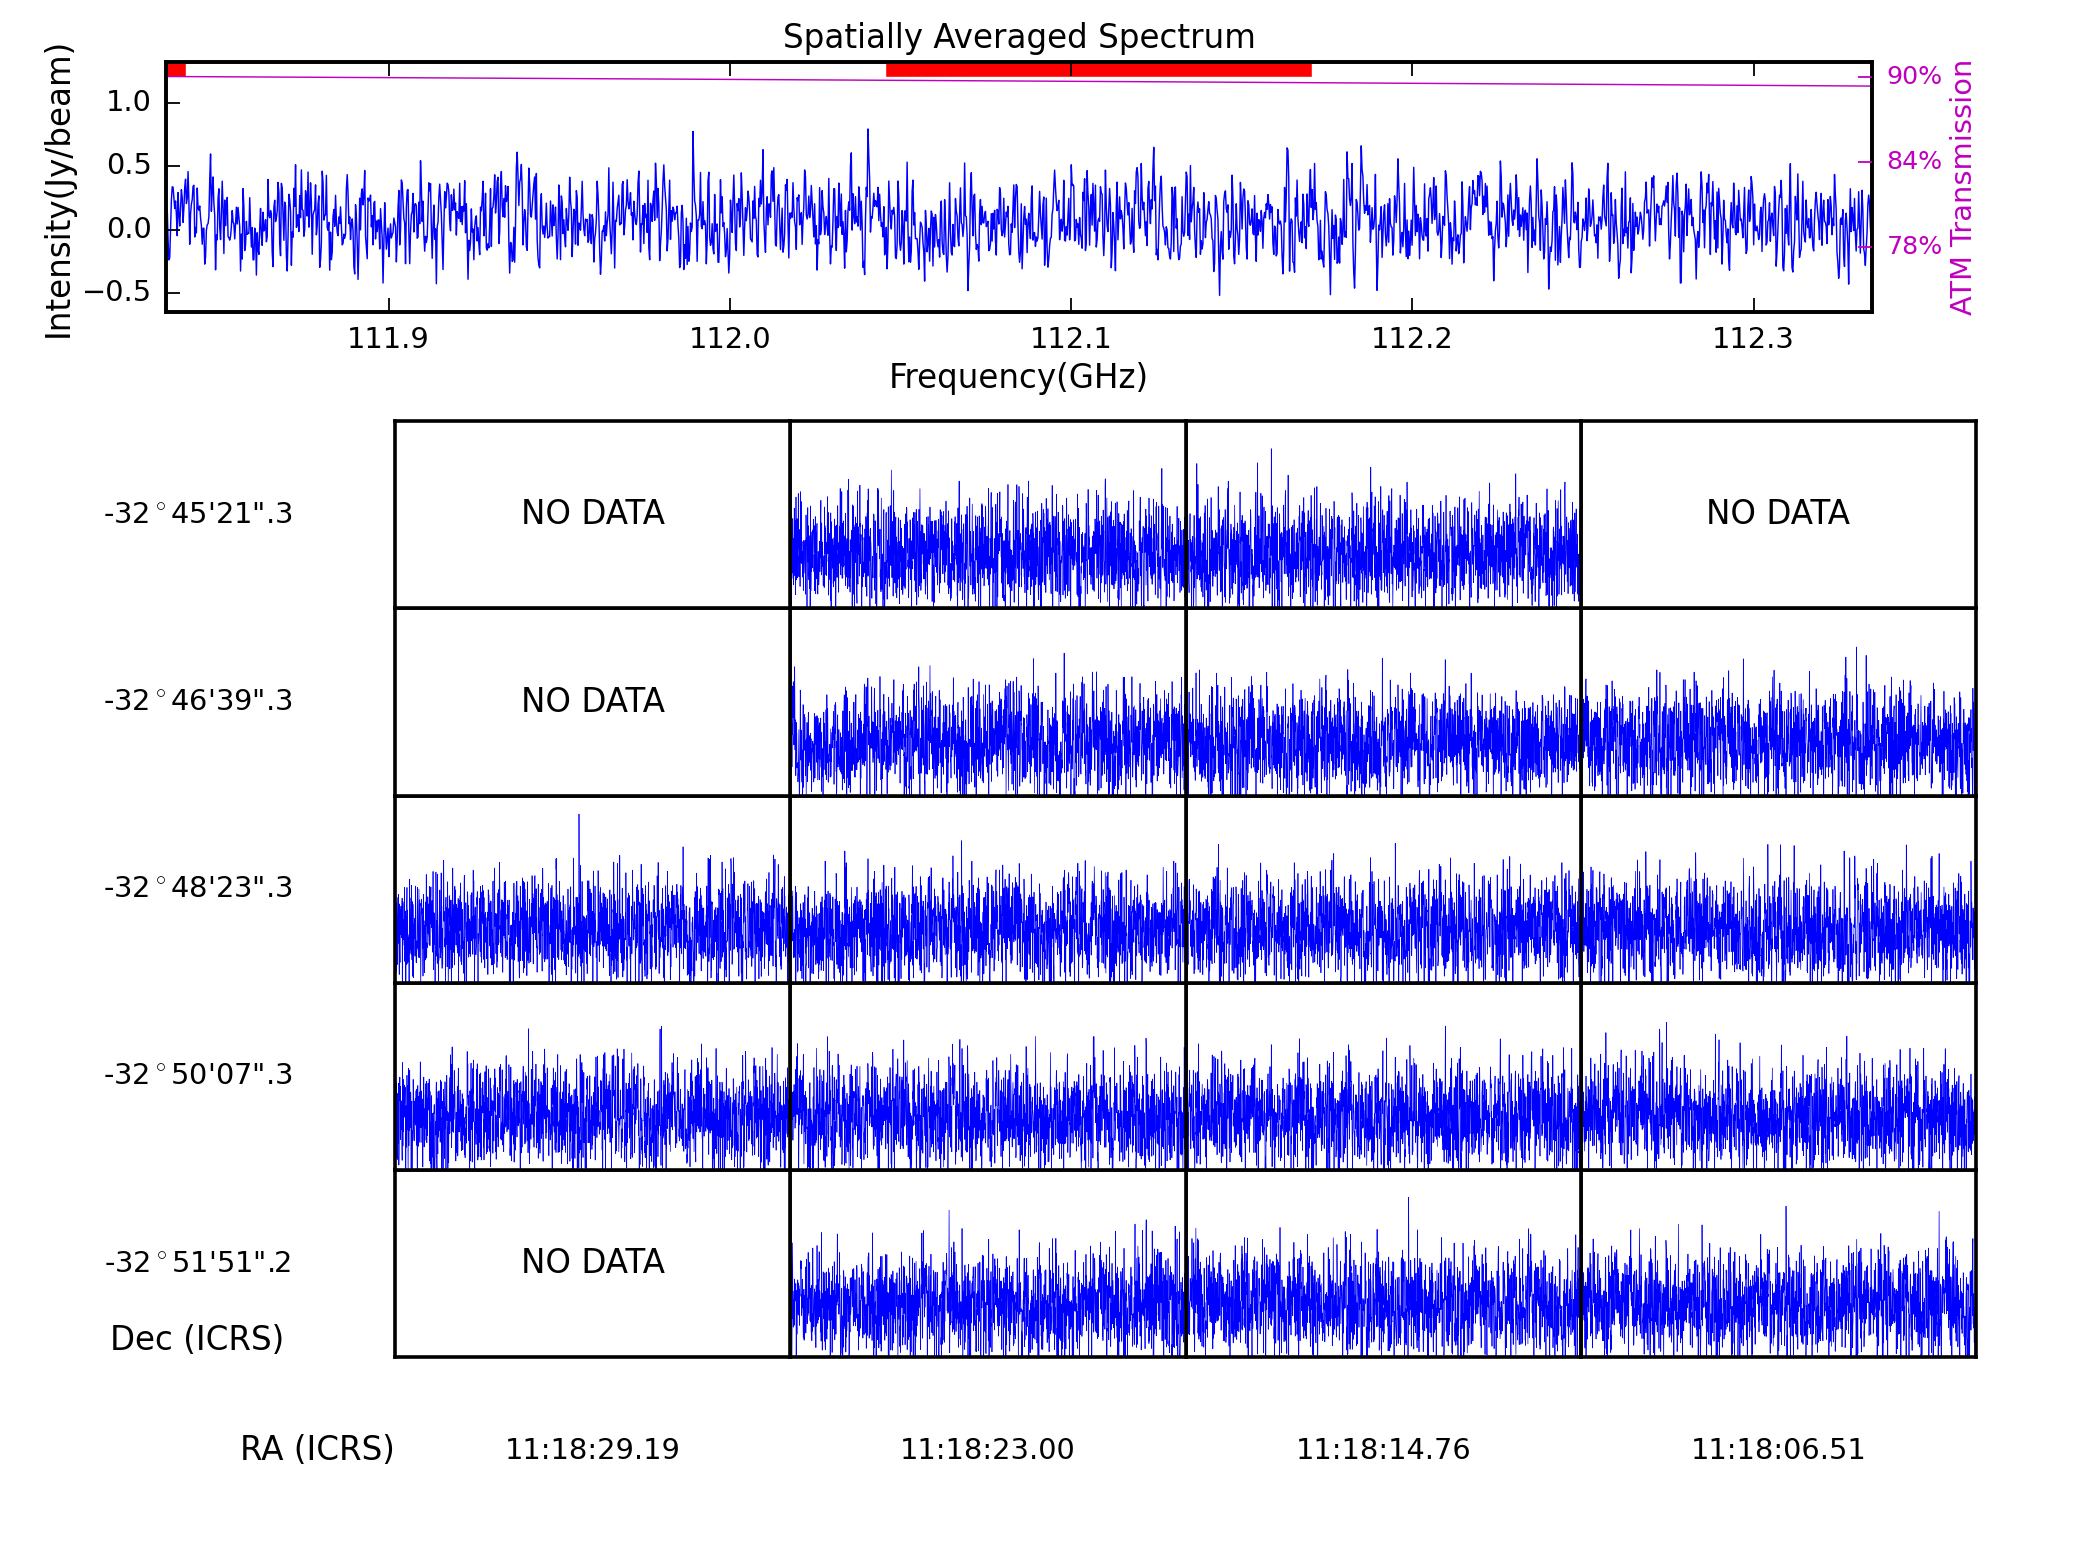 Spatially Averaged Spectrum
Intensity(Jy/beam)
1.0
0.5
0.0
−0.5
90%
84%
78%
ATM Transmission
111.9 112.0 112.1 112.2 112.3
Frequency(GHz)
-32°45'21".3 NO DATA NO DATA
-32°46'39".3 NO DATA
-32°48'23".3
-32°50'07".3
-32°51'51".2 NO DATA
Dec (ICRS)
RA (ICRS) 11:18:29.19 11:18:23.00 11:18:14.76 11:18:06.51